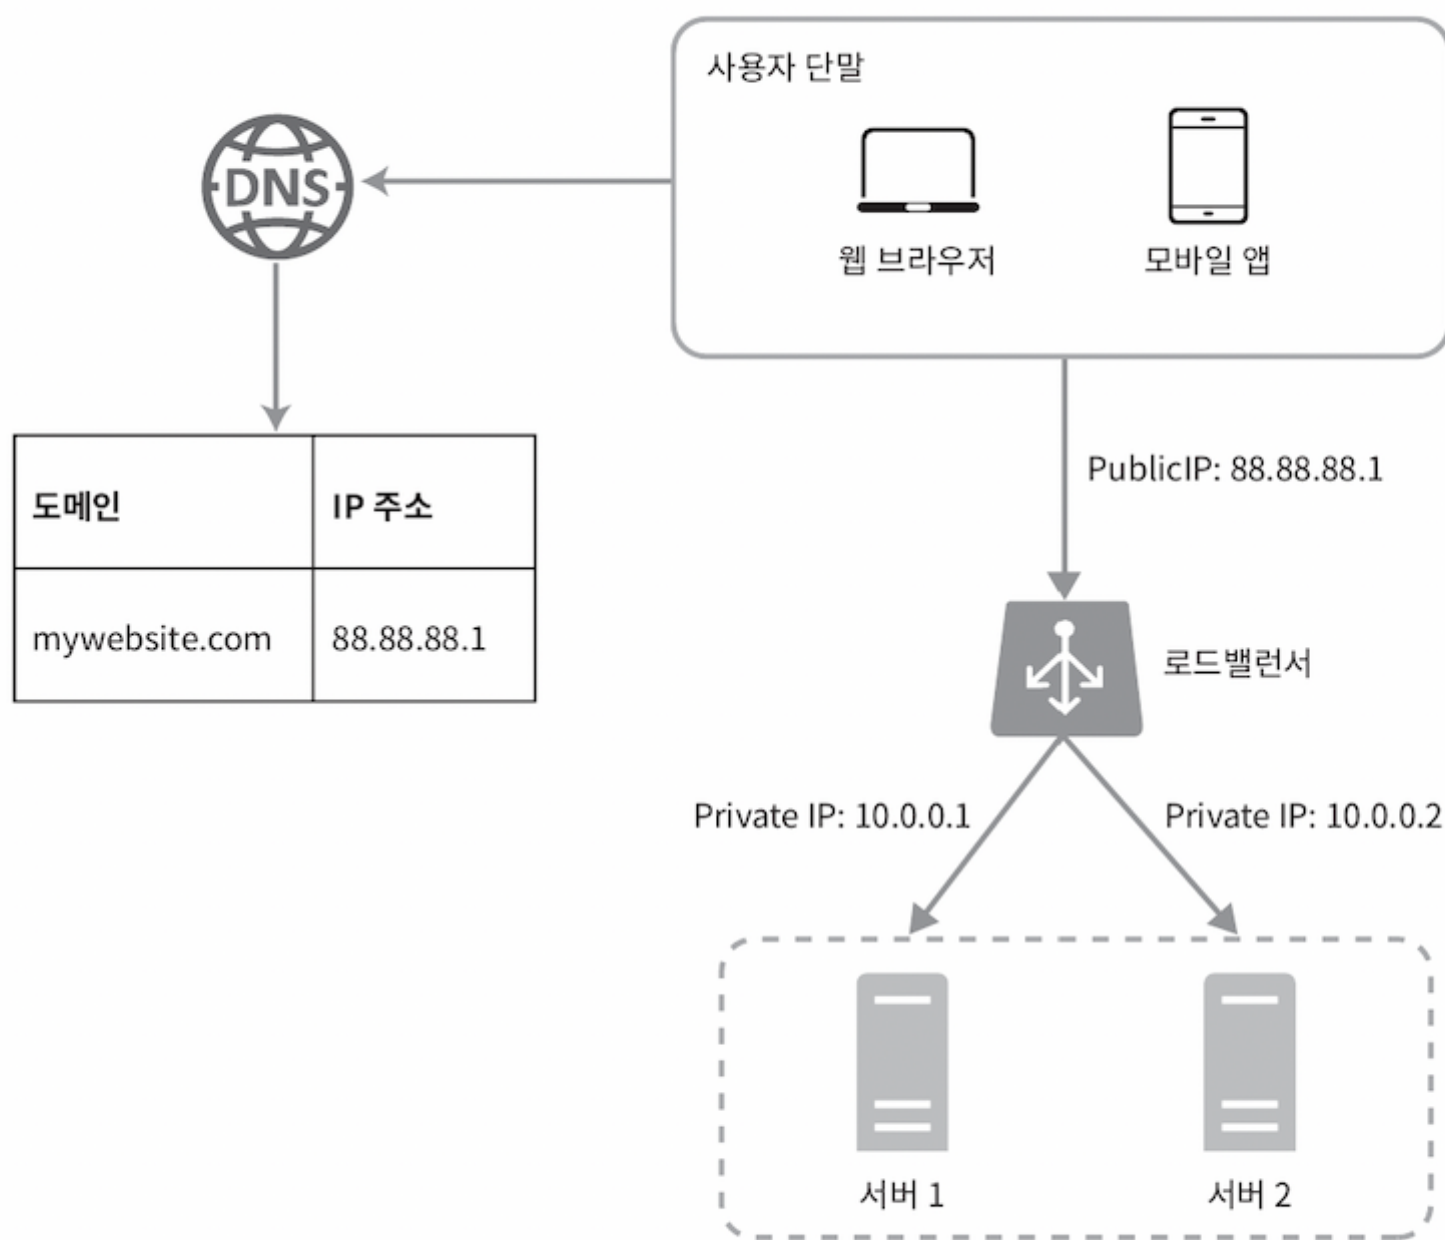 사용자 단말
DNS
웹 브라우저
모바일 앱
도메인
IP 주소
mywebsite.com
88.88.88.1
PublicIP: 88.88.88.1
로드밸런서
Private IP: 10.0.0.1
Private IP: 10.0.0.2
서버 1
서버 2